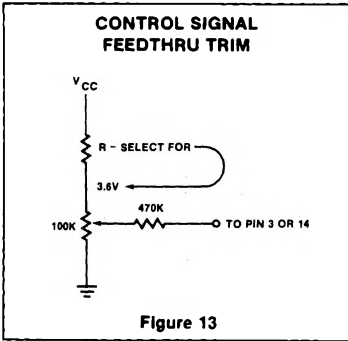 CONTROL SIGNAL
FEEDTHRU TRIM
VCC
R – SELECT FOR
3.6V
470K
100K
TO PIN 3 OR 14
Figure 13